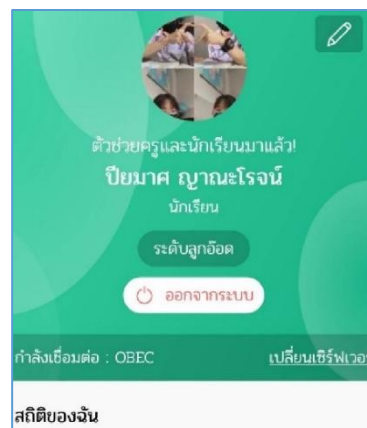 ตัวช่วยครูและนักเรียนมาแล้ว!
ปิยมาศ ญาณะโรจน์
นักเรียน
ระดับลูกอ๊อด
ออกจากระบบ
กำลังเชื่อมต่อ : OBEC เปลี่ยนเซิร์ฟเวอร์
สถิติของฉัน